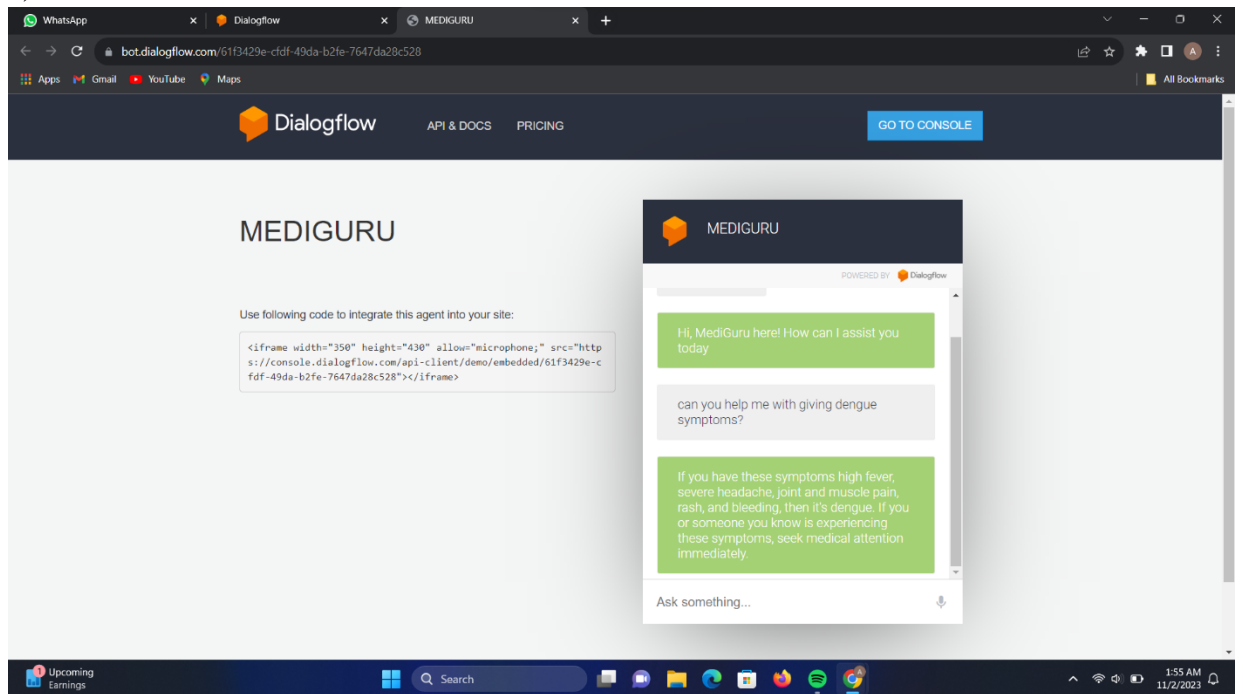 WhatsApp
Dialogflow
MEDIGURU
bot.dialogflow.com/61f3429e-cfdf-49da-b2fe-7647da28c528
A
Apps
Gmail
YouTube
Maps
All Bookmarks
Dialogflow
API & DOCS
PRICING
GO TO CONSOLE
MEDIGURU
Use following code to integrate this agent into your site:
<iframe width="350" height="430" allow="microphone;" src="http
s://console.dialogflow.com/api-client/demo/embedded/61f3429e-c
fdf-49da-b2fe-7647da28c528"></iframe>
MEDIGURU
POWERED BY Dialogflow
Hi, MediGuru here! How can I assist you
today
can you help me with giving dengue
symptoms?
If you have these symptoms high fever,
severe headache, joint and muscle pain,
rash, and bleeding, then it's dengue. If you
or someone you know is experiencing
these symptoms, seek medical attention
immediately.
Ask something...
1
Upcoming
Earnings
Search
1:55 AM
11/2/2023